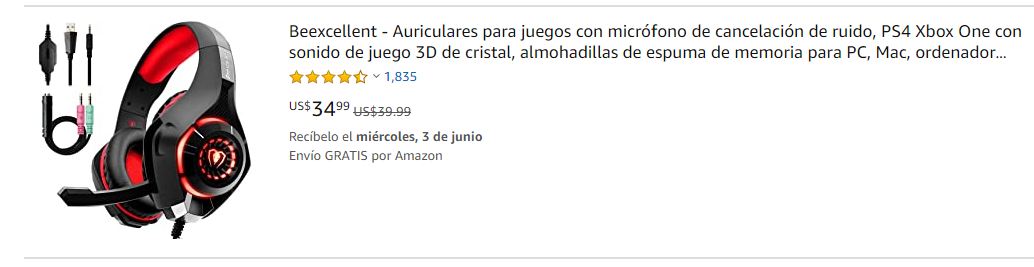 Beexcellent - Auriculares para juegos con micrófono de cancelación de ruido, PS4 Xbox One con
sonido de juego 3D de cristal, almohadillas de espuma de memoria para PC, Mac, ordenador...
1,835
US$34.99 US$39.99
Recíbelo el miércoles, 3 de junio
Envío GRATIS por Amazon